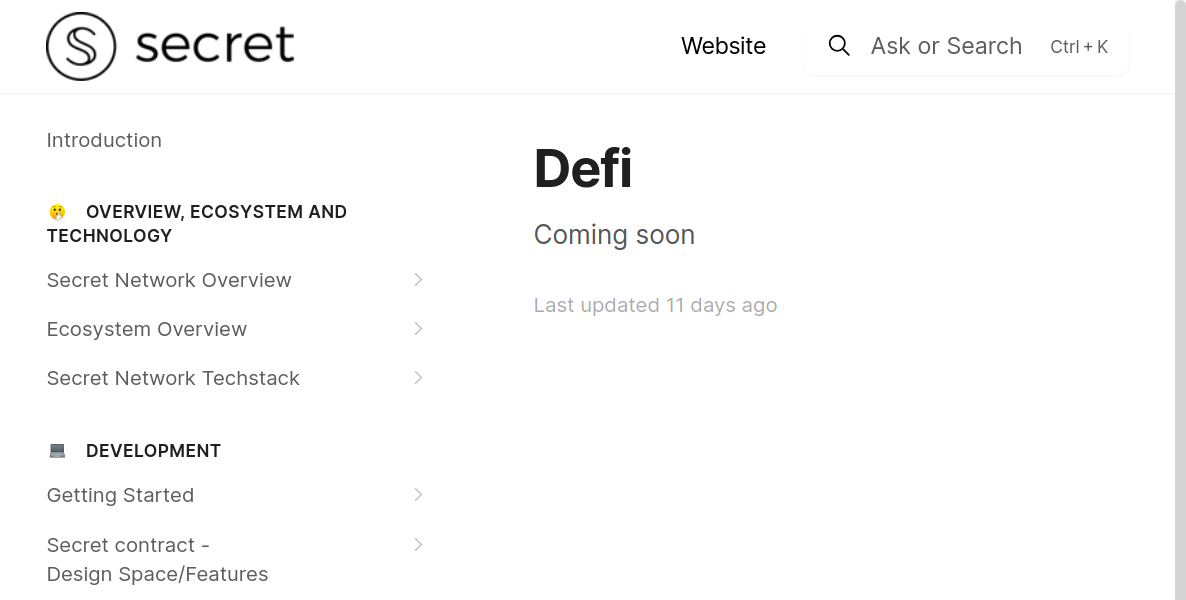 secret
Website
Ask or Search
Ctrl + K
Introduction
OVERVIEW, ECOSYSTEM AND
TECHNOLOGY
Secret Network Overview
Ecosystem Overview
Secret Network Techstack
DEVELOPMENT
Getting Started
Secret contract -
Design Space/Features
Defi
Coming soon
Last updated 11 days ago